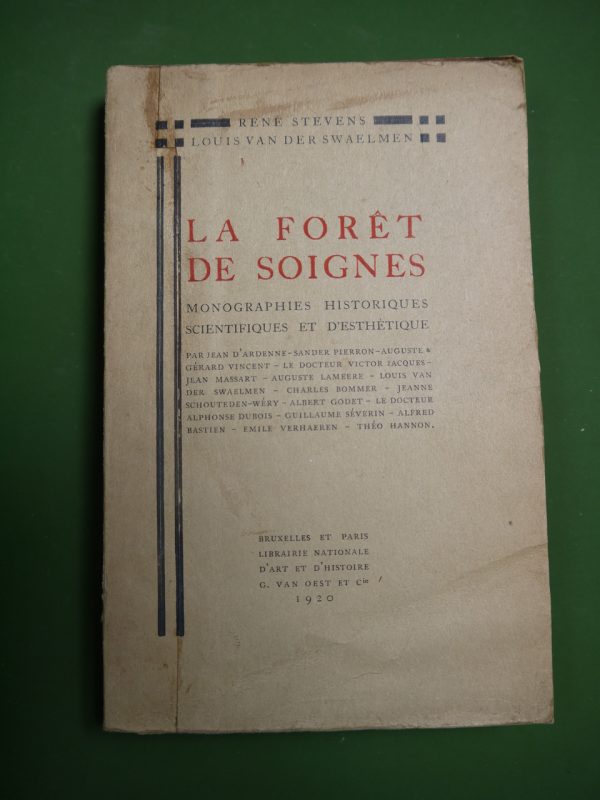 RENÉ STEVENS
LOUIS VAN DER SWAELMEN
LA FORÊT
DE SOIGNES
MONOGRAPHIES HISTORIQUES
SCIENTIFIQUES ET D'ESTHÉTIQUE
PAR JEAN D'ARDENNE – SANDER PIERRON – AUGUSTE &
GÉRARD VINCENT – LE DOCTEUR VICTOR JACQUES –
JEAN MASSART – AUGUSTE LAMEERE – LOUIS VAN
DER SWAELMEN – CHARLES BOMMER – JEANNE
SCHOUTEDEN-WÉRY – ALBERT GODET – LE DOCTEUR
ALPHONSE DUBOIS – GUILLAUME SÉVERIN – ALFRED
BASTIEN – EMILE VERHAEREN – THÉO HANNON.
BRUXELLES ET PARIS
LIBRAIRIE NATIONALE
D'ART ET D'HISTOIRE
G. VAN OEST ET Cie
1920